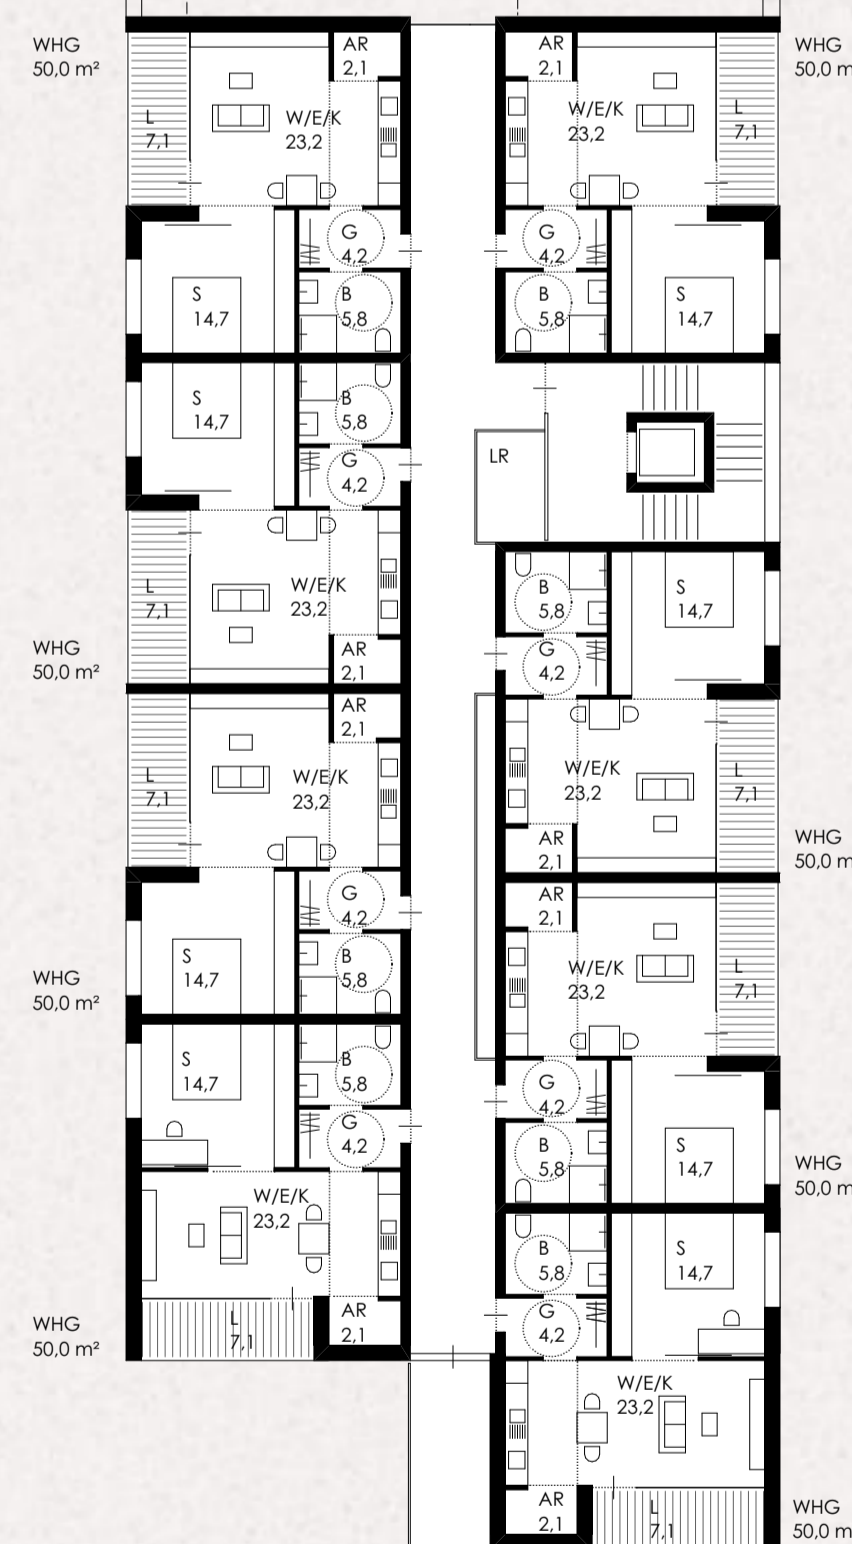 WHG
50,0 m²
L
7,1
W/E/K
23,2
AR
2,1
G
4,2
S
14,7
B
5,8
AR
2,1
W/E/K
23,2
L
7,1
WHG
50,0 m
G
4,2
B
5,8
S
14,7
S
14,7
B
5,8
G
4,2
L
7,1
W/E/K
23,2
AR
2,1
WHG
50,0 m²
LR
B
5,8
S
14,7
G
4,2
W/E/K
23,2
L
7,1
AR
2,1
WHG
50,0 m
AR
2,1
L
7,1
W/E/K
23,2
G
4,2
S
14,7
B
5,8
WHG
50,0 m²
AR
2,1
W/E/K
23,2
L
7,1
G
4,2
B
5,8
S
14,7
WHG
50,0 m
S
14,7
B
5,8
G
4,2
W/E/K
23,2
L
7,1
AR
2,1
WHG
50,0 m²
B
5,8
S
14,7
G
4,2
W/E/K
23,2
AR
2,1
L
7,1
WHG
50,0 m